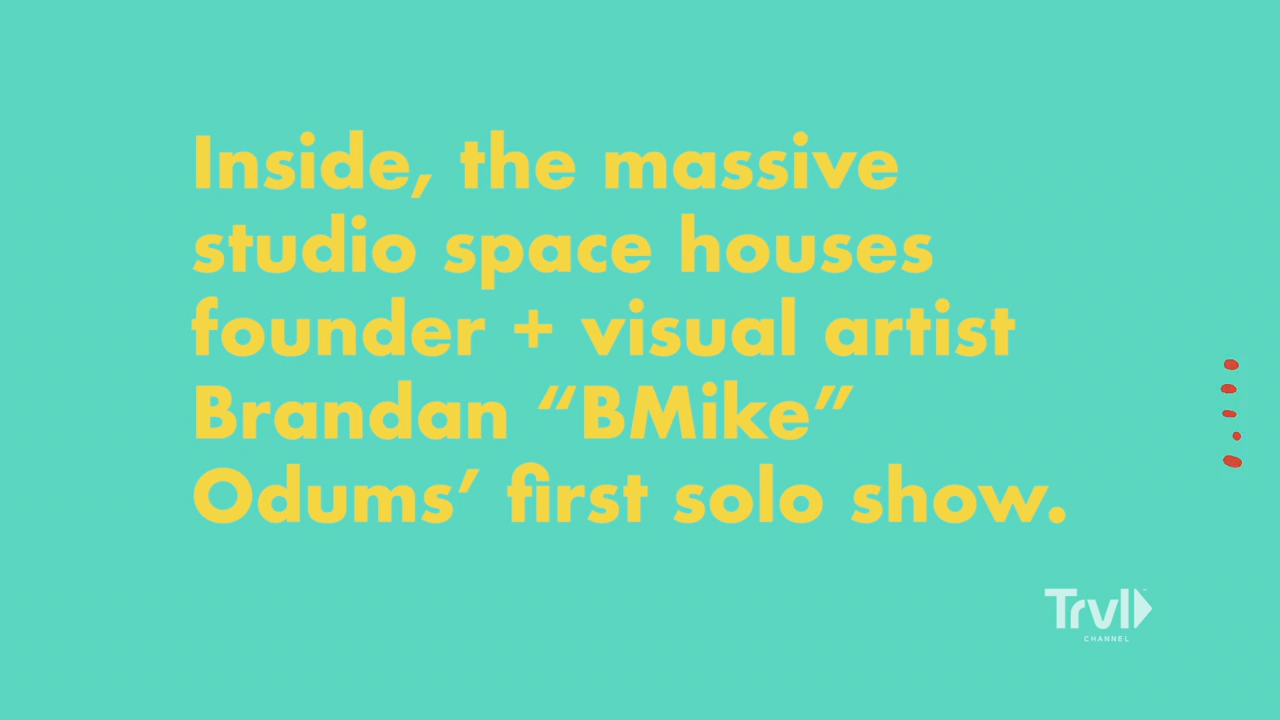 Inside, the massive
studio space houses
founder + visual artist
Brandan “BMike”
Odums’ first solo show.
Trvl
CHANNEL